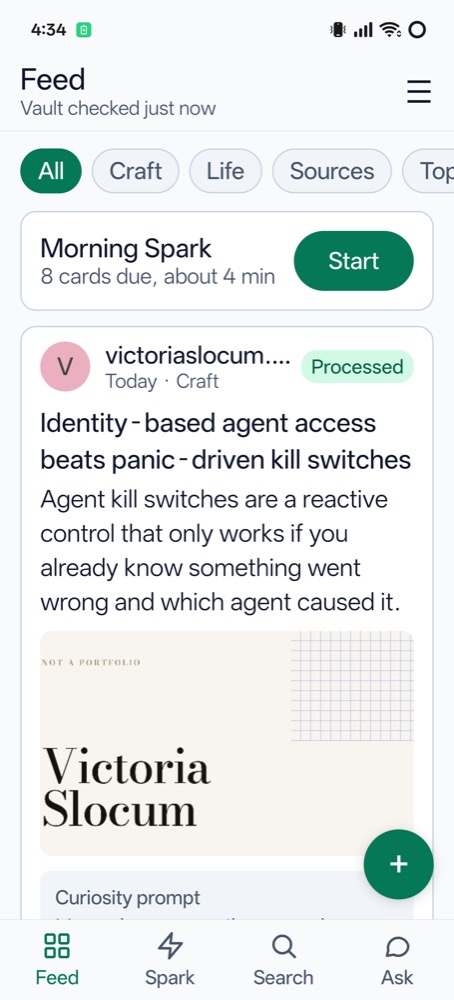 4:34
Feed
Vault checked just now
All
Craft
Life
Sources
Top
Morning Spark
8 cards due, about 4 min
Start
V
victoriaslocum....
Today · Craft
Processed
Identity-based agent access
beats panic-driven kill switches
Agent kill switches are a reactive
control that only works if you
already know something went
wrong and which agent caused it.
NOT A PORTFOLIO
Victoria
Slocum
+
Curiosity prompt
Feed
Spark
Search
Ask